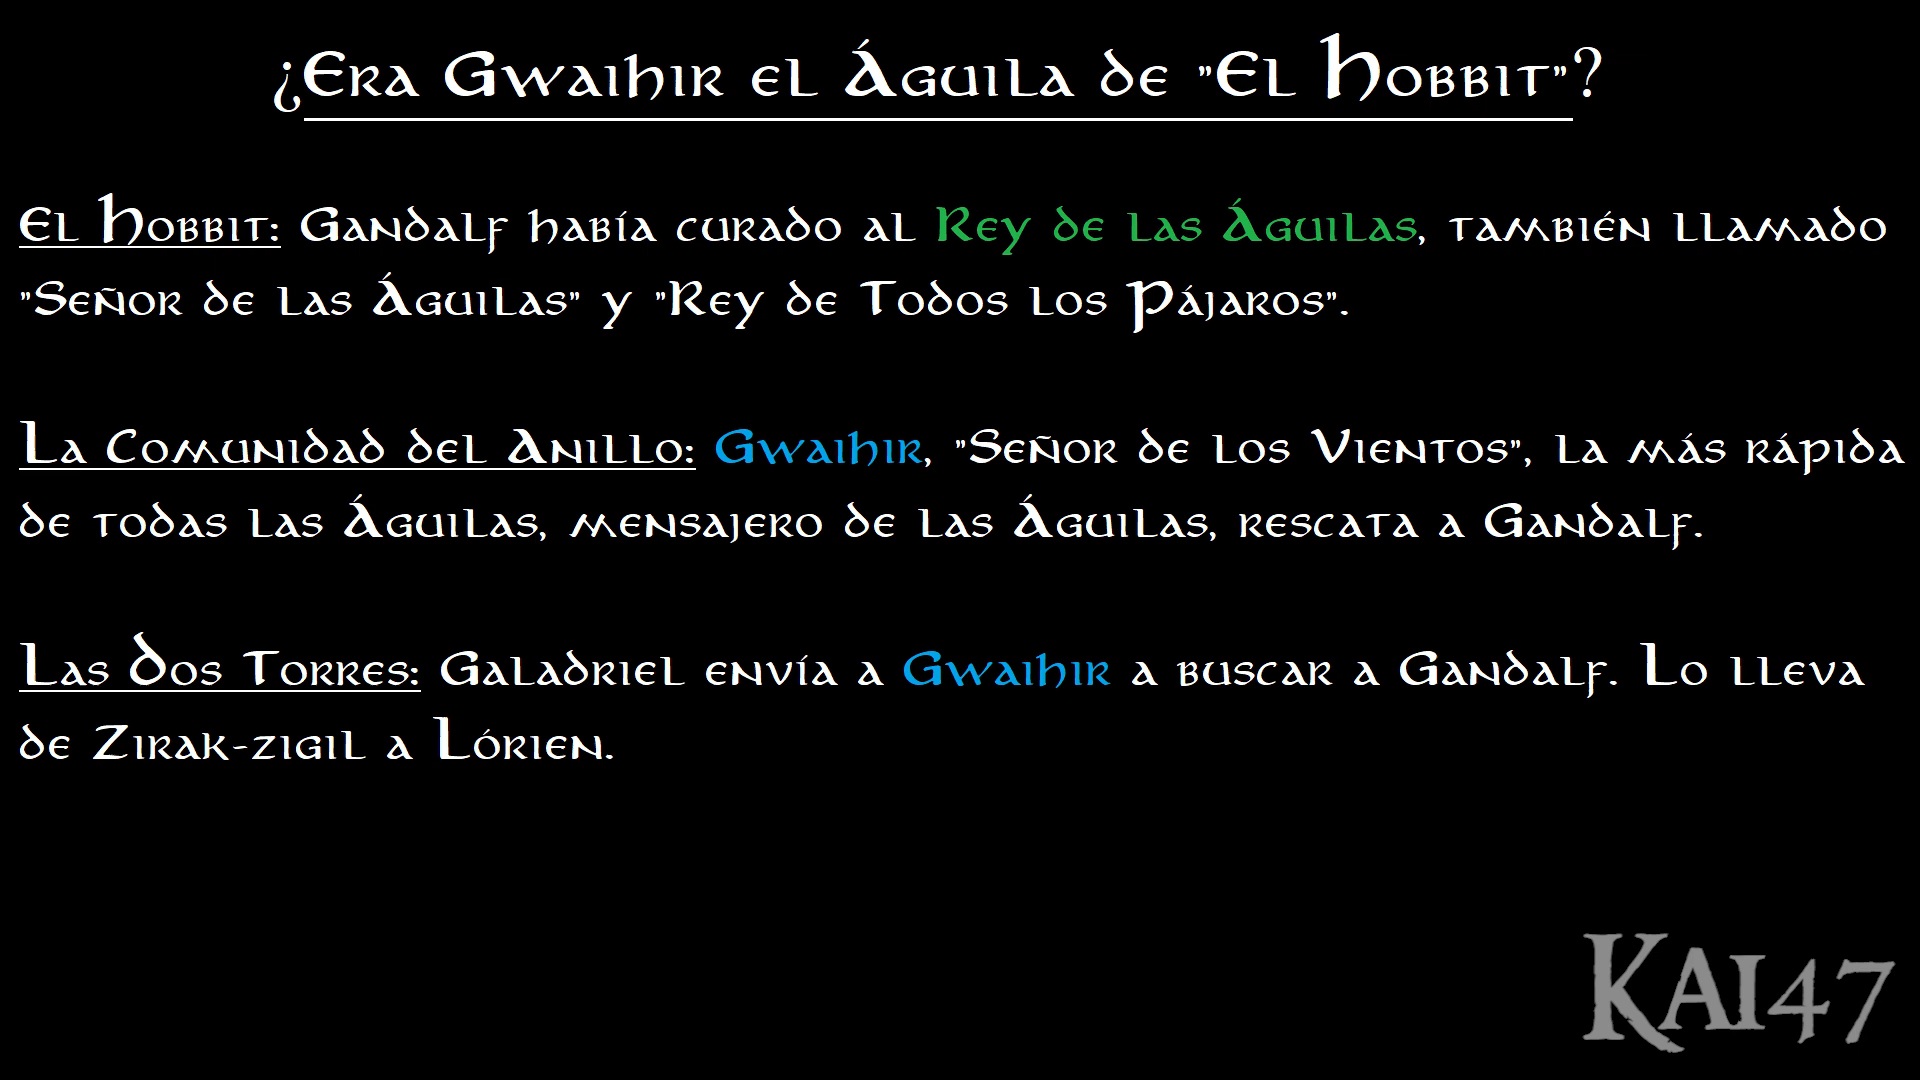 ¿Era Gwaihir el Águila de "El Hobbit"?
El Hobbit: Gandalf había curado al Rey de las Águilas, también llamado
"Señor de las Águilas" y "Rey de Todos los Pájaros".
La Comunidad del Anillo: Gwaihir, "Señor de los Vientos", la más rápida
de todas las Águilas, mensajero de las Águilas, rescata a Gandalf.
Las Dos Torres: Galadriel envía a Gwaihir a buscar a Gandalf. Lo lleva
de Zirak-zigil a Lórien.
Kai47